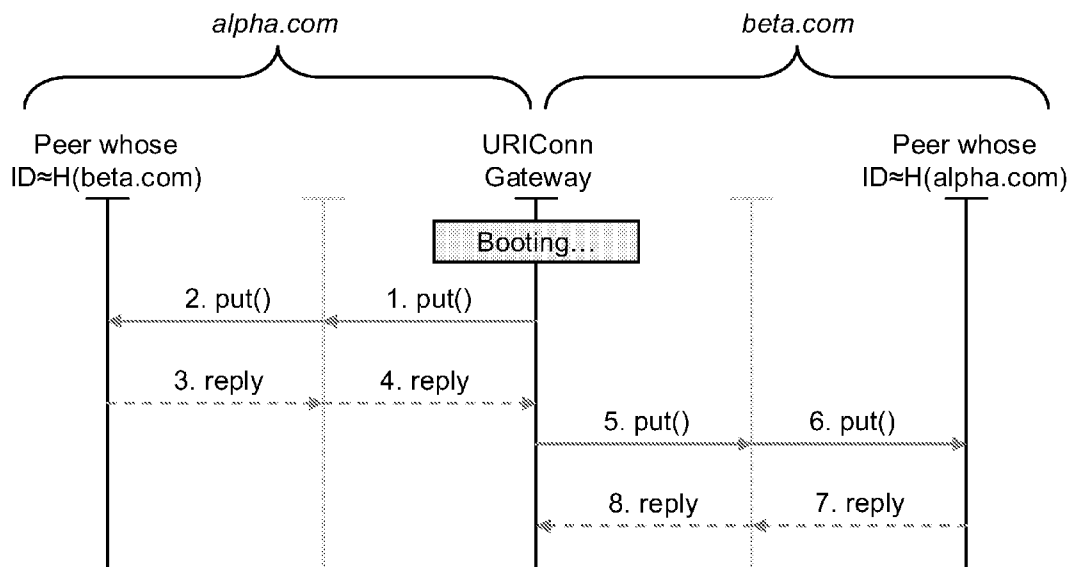 alpha.com
beta.com
Peer whose
ID≈H(beta.com)
URIConn
Gateway
Peer whose
ID≈H(alpha.com)
Booting...
2. put()
1. put()
3. reply
4. reply
5. put()
6. put()
8. reply
7. reply